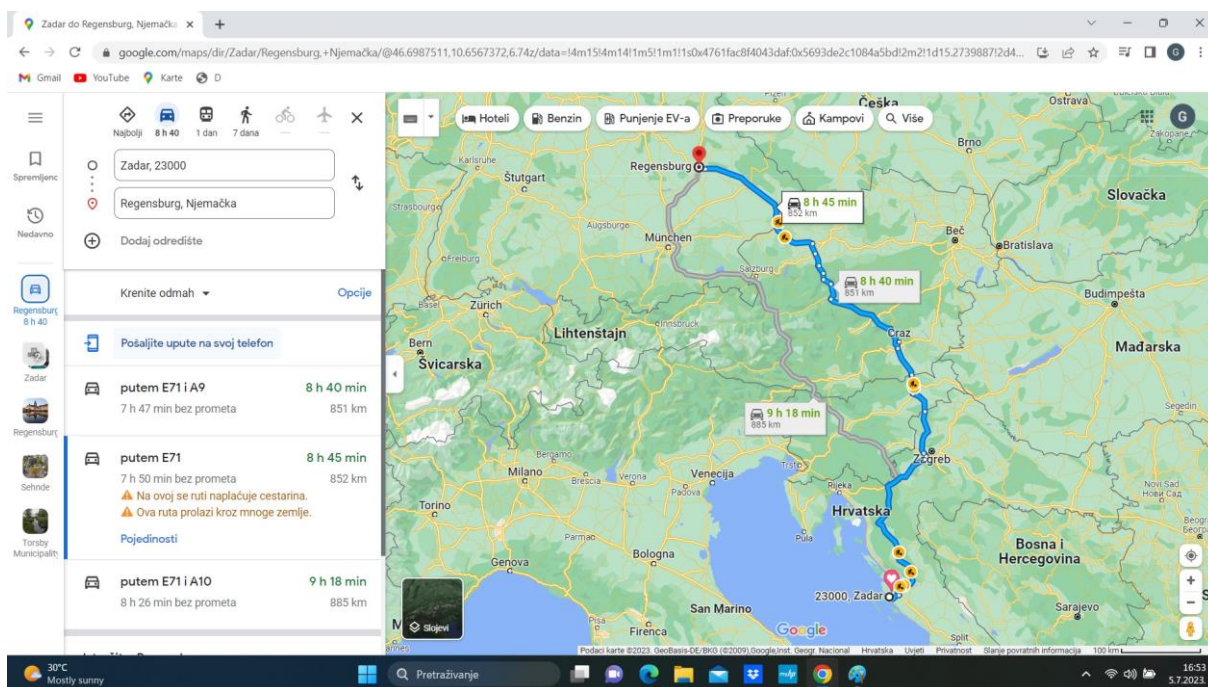 Zadar do Regensburg, Njemačka
google.com/maps/dir/Zadar/Regensburg,+Njemačka/@46.6987511,10.6567372,6.74z/data=!4m15!4m14!1m5!1m1!1s0x4761fac8f4043daf:0x5693de2c1084a5bd!2m2!1d15.2739887!2d4...
G
Gmail YouTube Karte D
Najbolji 8 h 40 1 dan 7 dana
Spremljeno
Nedavno
Regensburg
8 h 40
Zadar
Regensburg
Sehnde
Torsby
Municipality
Zadar, 23000
Regensburg, Njemačka
Dodaj odredište
Krenite odmah Opcije
Pošaljite upute na svoj telefon
putem E71 i A9 8 h 40 min
7 h 47 min bez prometa 851 km
putem E71 8 h 45 min
7 h 50 min bez prometa 852 km
Na ovoj se ruti naplaćuje cestarina.
Ova ruta prolazi kroz mnoge zemlje.
Pojedinosti
putem E71 i A10 9 h 18 min
8 h 26 min bez prometa 885 km
Hoteli Benzin Punjenje EV-a Preporuke Kampovi Više
G
Plzeň
Češka
Ostrava
Zakopane
Brno
Karlsruhe
Regensburg
Štutgart
Slovačka
Strasbourg
8 h 45 min
852 km
Augsburg
Beč
München
Bratislava
Freiburg
Salzburg
8 h 40 min
851 km
Budimpešta
Basel
Zürich
Innsbruck
Graz
Lihtenštajn
Bern
Mađarska
Švicarska
9 h 18 min
885 km
Segedin
Bergamo
Zagreb
Milano
Brescia
Verona
Venecija
Trst
Padova
Rijeka
Novi Sad
Нови Сад
Torino
Hrvatska
Parma
Pula
Bosna i
Hercegovina
Genova
Bologna
23000, Zadar
San Marino
Sarajevo
Slojevi
Pisa
Firenca
Google
Split
Podaci karte ©2023. GeoBasis-DE/BKG (©2009),Google,Inst. Geogr. Nacional Hrvatska Uvjeti Privatnost Slanje povratnih informacija 100 km
30°C
Mostly sunny
Pretraživanje
16:53
5.7.2023.